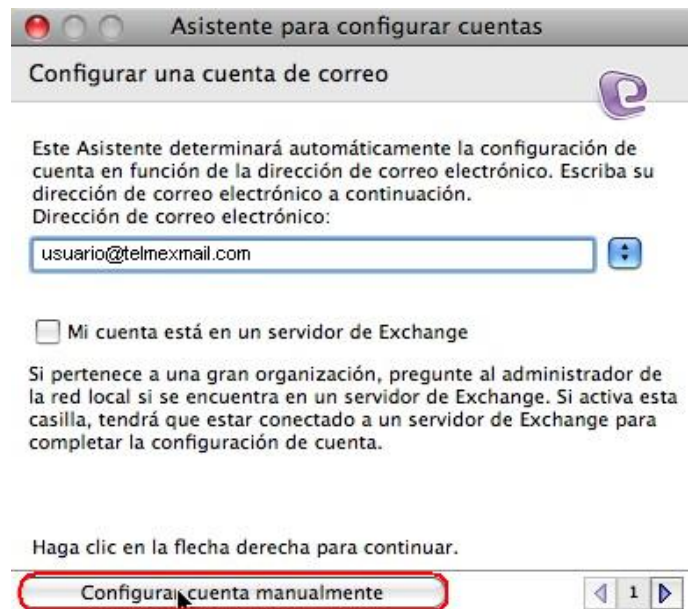 Asistente para configurar cuentas
Configurar una cuenta de correo
Este Asistente determinará automáticamente la configuración de
cuenta en función de la dirección de correo electrónico. Escriba su
dirección de correo electrónico a continuación.
Dirección de correo electrónico:
usuario@telmexmail.com
Mi cuenta está en un servidor de Exchange
Si pertenece a una gran organización, pregunte al administrador de
la red local si se encuentra en un servidor de Exchange. Si activa esta
casilla, tendrá que estar conectado a un servidor de Exchange para
completar la configuración de cuenta.
Haga clic en la flecha derecha para continuar.
Configurar cuenta manualmente
1